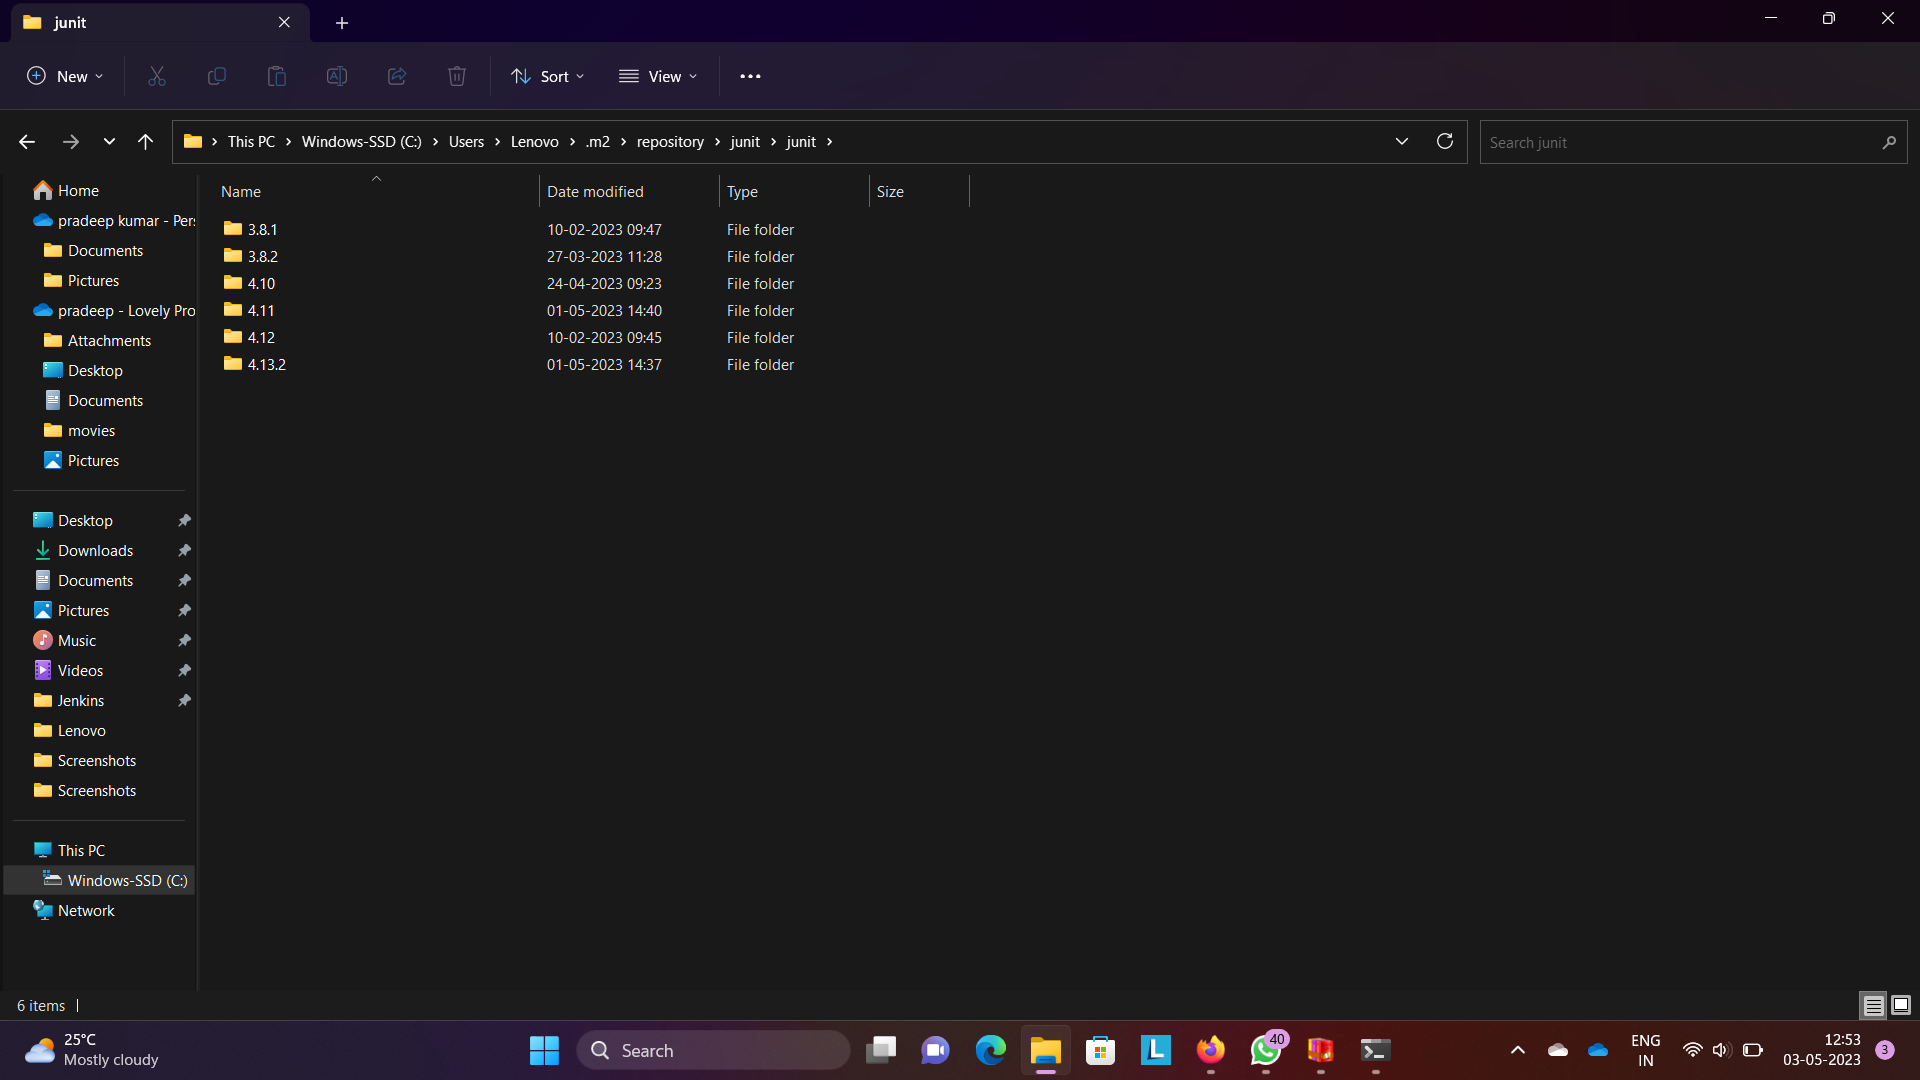 junit
New
Sort
View
This PC
Windows-SSD (C:)
Users
Lenovo
.m2
repository
junit
junit
Search junit
Home
pradeep kumar - Pers
Documents
Pictures
pradeep - Lovely Pro
Attachments
Desktop
Documents
movies
Pictures
Desktop
Downloads
Documents
Pictures
Music
Videos
Jenkins
Lenovo
Screenshots
Screenshots
This PC
Windows-SSD (C:)
Network
Name Date modified Type Size
3.8.1 10-02-2023 09:47 File folder
3.8.2 27-03-2023 11:28 File folder
4.10 24-04-2023 09:23 File folder
4.11 01-05-2023 14:40 File folder
4.12 10-02-2023 09:45 File folder
4.13.2 01-05-2023 14:37 File folder
6 items
25°C
Mostly cloudy
Search
L
40
ENG
IN
12:53
03-05-2023
3